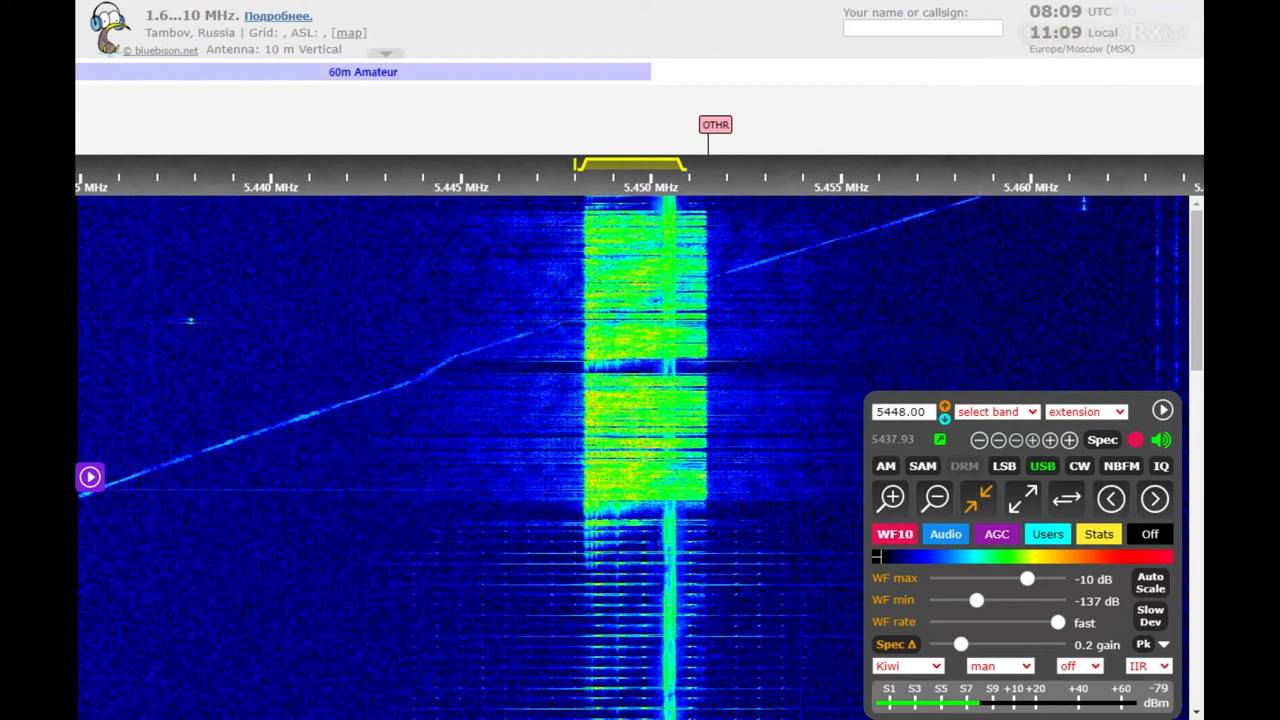 1.6...10 MHz. Подробнее.
Tambov, Russia | Grid: , ASL: , [map]
© bluebison.net Antenna: 10 m Vertical
Your name or callsign:
08:09 UTC
11:09 Local
Europe/Moscow (MSK)
60m Amateur
OTHR
5 MHz 5.440 MHz 5.445 MHz 5.450 MHz 5.455 MHz 5.460 MHz 5.
5448.00 select band extension
5437.93 Spec
AM SAM DRM LSB USB CW NBFM IQ
WF10 Audio AGC Users Stats Off
WF max -10 dB Auto Scale
WF min -137 dB
WF rate fast Slow Dev
Spec Δ 0.2 gain Pk
Kiwi man off IIR
S1 S3 S5 S7 S9 +10 +20 +40 +60 -79
dBm